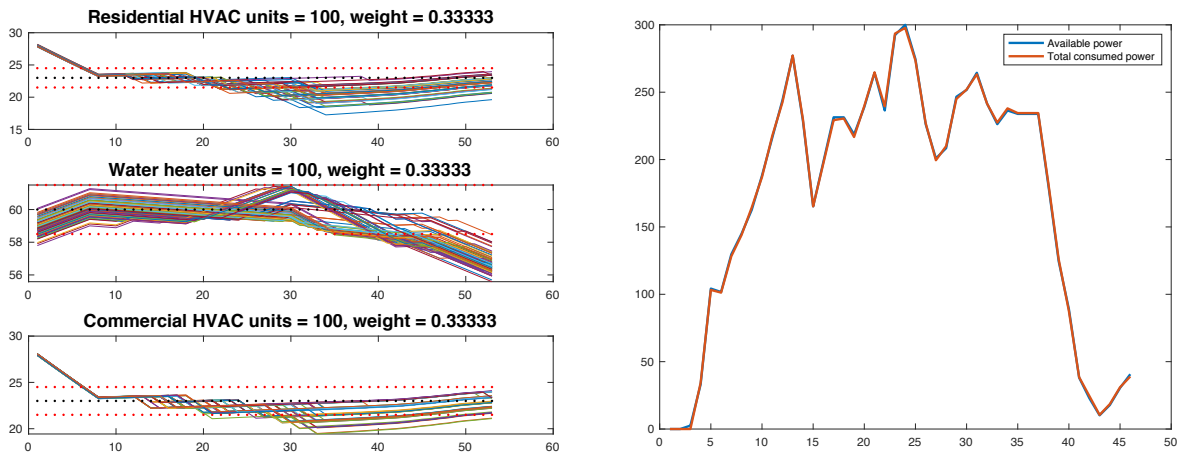 Residential HVAC units = 100, weight = 0.33333
30
25
20
15
0 10 20 30 40 50 60
Water heater units = 100, weight = 0.33333
60
58
56
0 10 20 30 40 50 60
Commercial HVAC units = 100, weight = 0.33333
30
25
20
0 10 20 30 40 50 60
300
250
200
150
100
50
0
0 5 10 15 20 25 30 35 40 45 50
Available power
Total consumed power